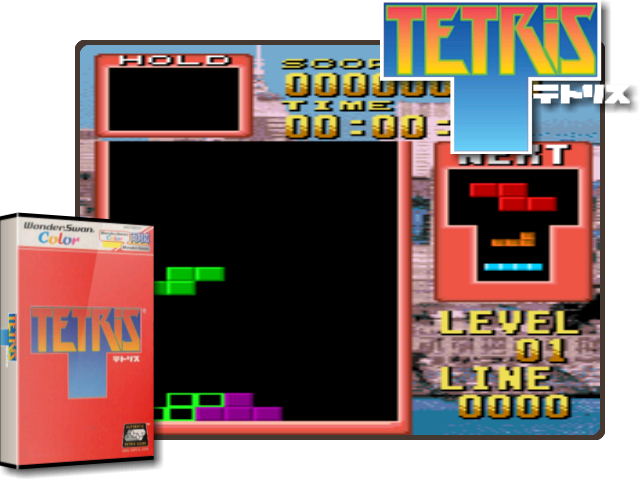 TETRIS
テトリス
HOLD
SCOR
000000
TIME
00:00:
NEXT
WonderSwan
Color
TETRIS
テトリス
TETRIS
LEVEL
01
LINE
0000